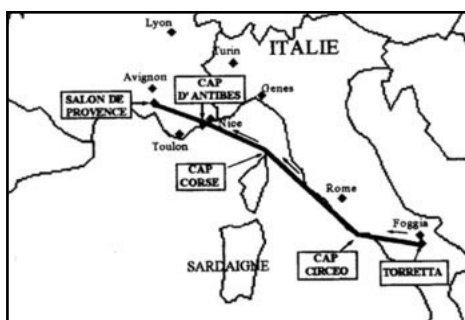 Lyon
Turin
ITALIE
Avignon
CAP
D'ANTIBES
Genes
SALON DE
PROVENCE
Nice
Toulon
CAP
CORSE
Rome
Foggia
SARDAIGNE
CAP
CIRCEO
TORRETTA